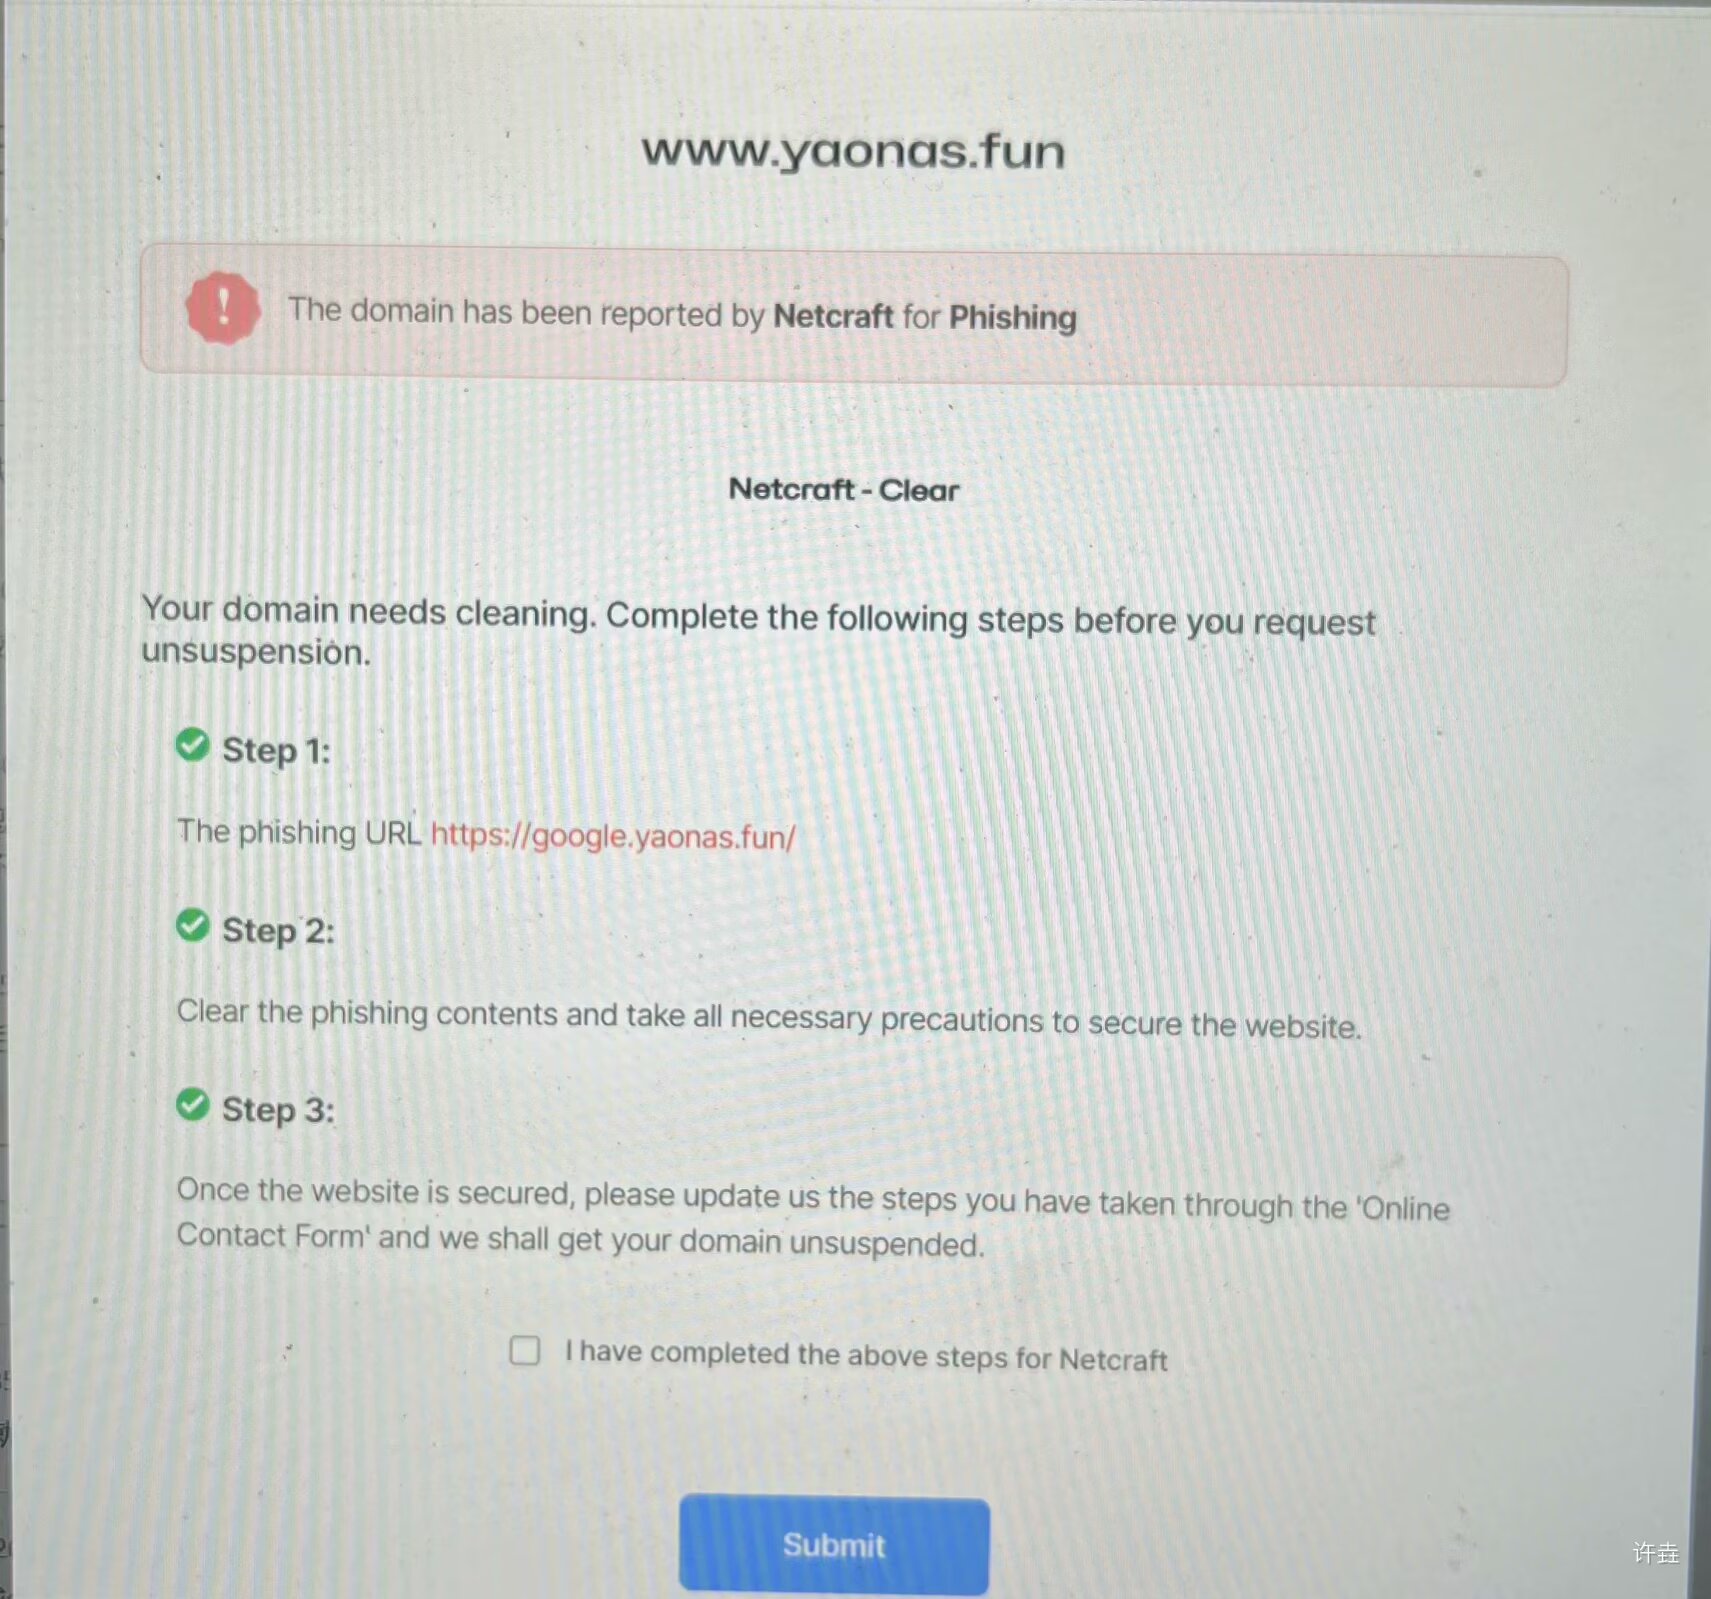 www.yaonas.fun
The domain has been reported by Netcraft for Phishing
Netcraft - Clear
Your domain needs cleaning. Complete the following steps before you request
unsuspension.
Step 1:
The phishing URL https://google.yaonas.fun/
Step 2:
Clear the phishing contents and take all necessary precautions to secure the website.
Step 3:
Once the website is secured, please update us the steps you have taken through the 'Online
Contact Form' and we shall get your domain unsuspended.
I have completed the above steps for Netcraft
Submit
许垚